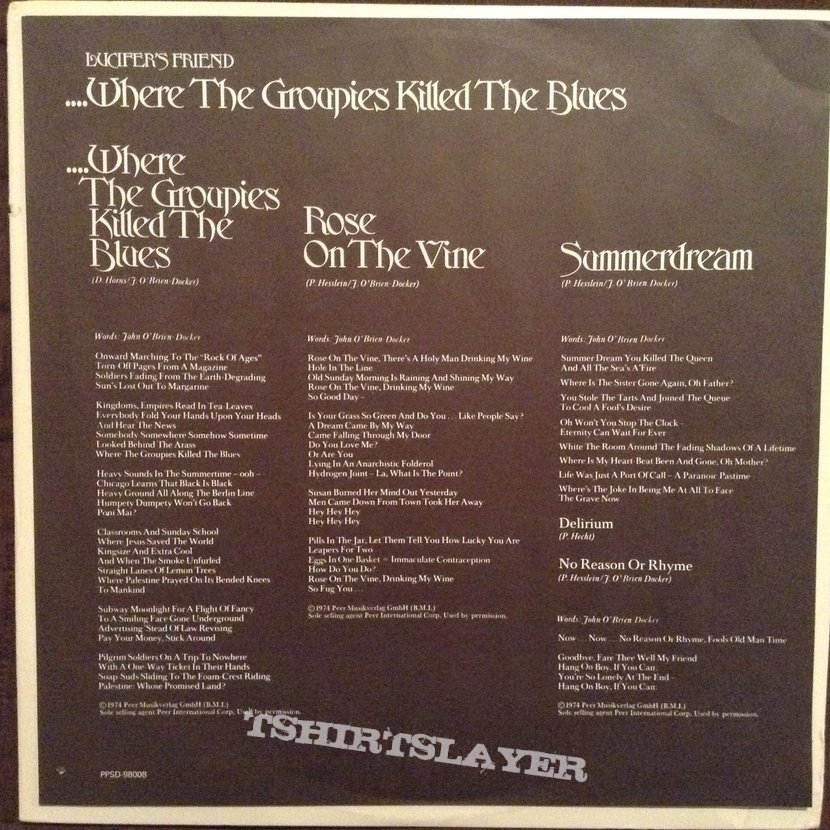 LUCIFER'S FRIEND
....Where The Groupies Killed The Blues
....Where
The Groupies
Killed The
Blues
(D. Horns/J. O'Brien-Docker)
Words: John O'Brien-Docker
Onward Marching To The "Rock Of Ages"
Torn-Off Pages From A Magazine
Soldiers Fading From The Earth-Degrading
Sun's Lost Out To Margarine
Kingdoms, Empires Read In Tea-Leaves
Everybody Fold Your Hands Upon Your Heads
And Hear The News
Somebody Somewhere Somehow Sometime
Looked Behind The Arass
Where The Groupies Killed The Blues
Heavy Sounds In The Summertime – ooh –
Chicago Learns That Black Is Black
Heavy Ground All Along The Berlin Line
Humpety Dumpety Won't Go Back
Poni Mai?
Classrooms And Sunday School
Where Jesus Saved The World
Kingsize And Extra Cool
And When The Smoke Unfurled
Straight Lanes Of Lemon Trees
Where Palestine Prayed On Its Bended Knees
To Mankind
Subway Moonlight For A Flight Of Fancy
To A Smiling Face Gone Underground
Advertising 'Stead Of Law Revising
Pay Your Money, Stick Around
Pilgrim Soldiers On A Trip To Nowhere
With A One-Way Ticket In Their Hands
Soap-Suds Sliding To The Foam-Crest Riding
Palestine: Whose Promised Land?
©1974 Peer Musikverlag GmbH (B.M.I.)
Sole selling agent Peer International Corp. Used by permission.
Rose
On The Vine
(P. Hesslein/J. O'Brien-Docker)
Words: John O'Brien-Docker
Rose On The Vine, There's A Holy Man Drinking My Wine
Hole In The Line
Old Sunday Morning Is Raining And Shining My Way
Rose On The Vine, Drinking My Wine
So Good Day –
Is Your Grass So Green And Do You . . . Like People Say?
A Dream Came By My Way
Came Falling Through My Door
Do You Love Me?
Or Are You
Lying In An Anarchistic Folderol
Hydrogen Joint – La, What Is The Point?
Susan Burned Her Mind Out Yesterday
Men Came Down From Town Took Her Away
Hey Hey Hey
Hey Hey Hey
Pills In The Jar, Let Them Tell You How Lucky You Are
Leapers For Two
Eggs In One Basket = Immaculate Contraception
How Do You Do?
Rose On The Vine, Drinking My Wine
So Fug You . . .
©1974 Peer Musikverlag GmbH (B.M.I.)
Sole selling agent Peer International Corp. Used by permission.
Summerdream
(P. Hesslein/J. O'Brien-Docker)
Words: John O'Brien Docker
Summer Dream You Killed The Queen
And All The Sea's A'Fire
Where Is The Sister Gone Again, Oh Father?
You Stole The Tarts And Joined The Queue
To Cool A Fool's Desire
Oh Won't You Stop The Clock –
Eternity Can Wait For Ever
White The Room Around The Fading Shadows Of A Lifetime
Where Is My Heart-Beat Been And Gone, Oh Mother?
Life Was Just A Port Of Call – A Paranoic Pastime
Where's The Joke In Being Me At All To Face
The Grave Now
Delirium
(P. Hecht)
No Reason Or Rhyme
(P. Hesslein/J. O'Brien Docker)
Words: John O'Brien Docker
Now . . . Now . . . No Reason Or Rhyme, Fools Old Man Time
Goodbye, Fare Thee Well My Friend
Hang On Boy, If You Can;
You're So Lonely At The End –
Hang On Boy, If You Can;
©1974 Peer Musikverlag GmbH (B.M.I.)
Sole selling agent Peer International Corp. Used by permission.
TSHIRTSLAYER
PPSD-98008